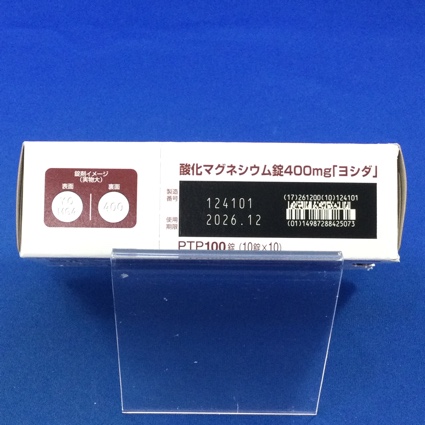 酸化マグネシウム錠400mg「ヨシダ」
錠剤イメージ
(実物大)
表面
裏面
400
製造
番号
124101
使用
期限
2026.12
(17)261200(10)124101
(01)14987288425073
PTP100錠 (10錠×10)